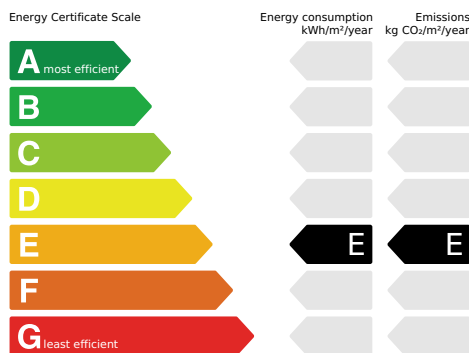 Energy Certificate Scale
Energy consumption
kWh/m²/year
Emissions
kg CO₂/m²/year
A most efficient
B
C
D
E E E
F
G least efficient